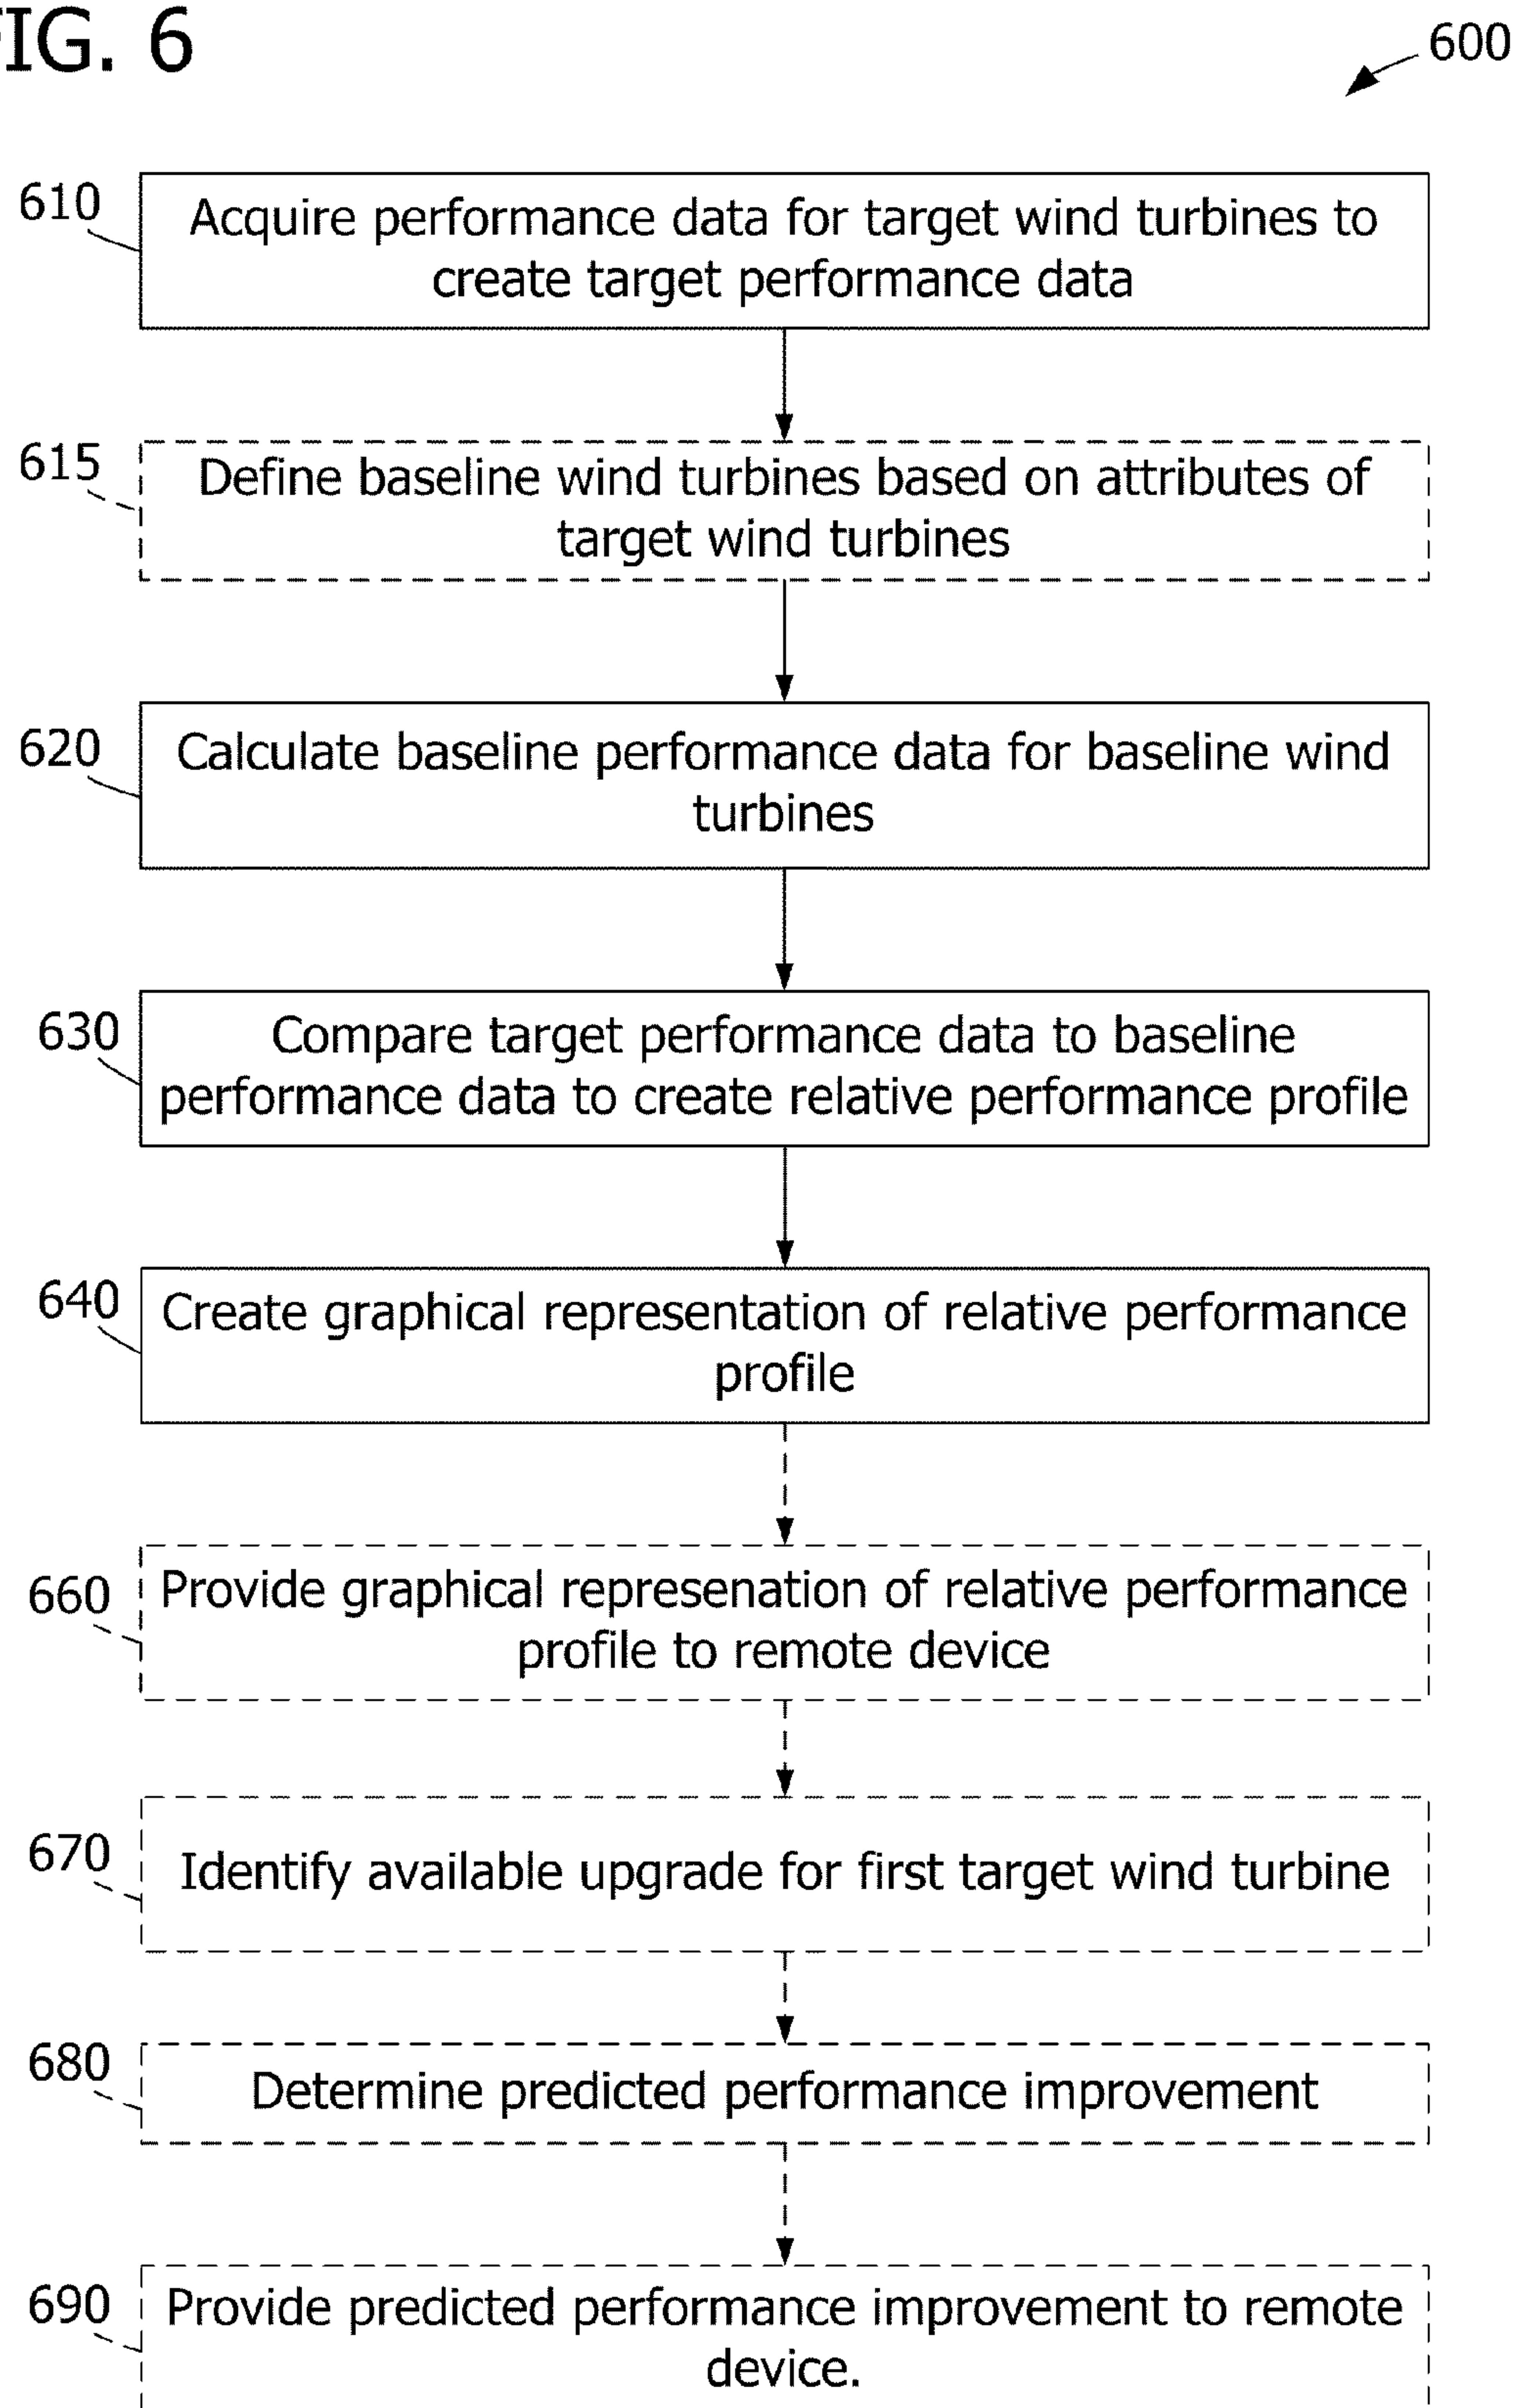 FIG. 6
600
610
Acquire performance data for target wind turbines to
create target performance data
615
Define baseline wind turbines based on attributes of
target wind turbines
620
Calculate baseline performance data for baseline wind
turbines
630
Compare target performance data to baseline
performance data to create relative performance profile
640
Create graphical representation of relative performance
profile
660
Provide graphical represenation of relative performance
profile to remote device
670
Identify available upgrade for first target wind turbine
680
Determine predicted performance improvement
690
Provide predicted performance improvement to remote
device.